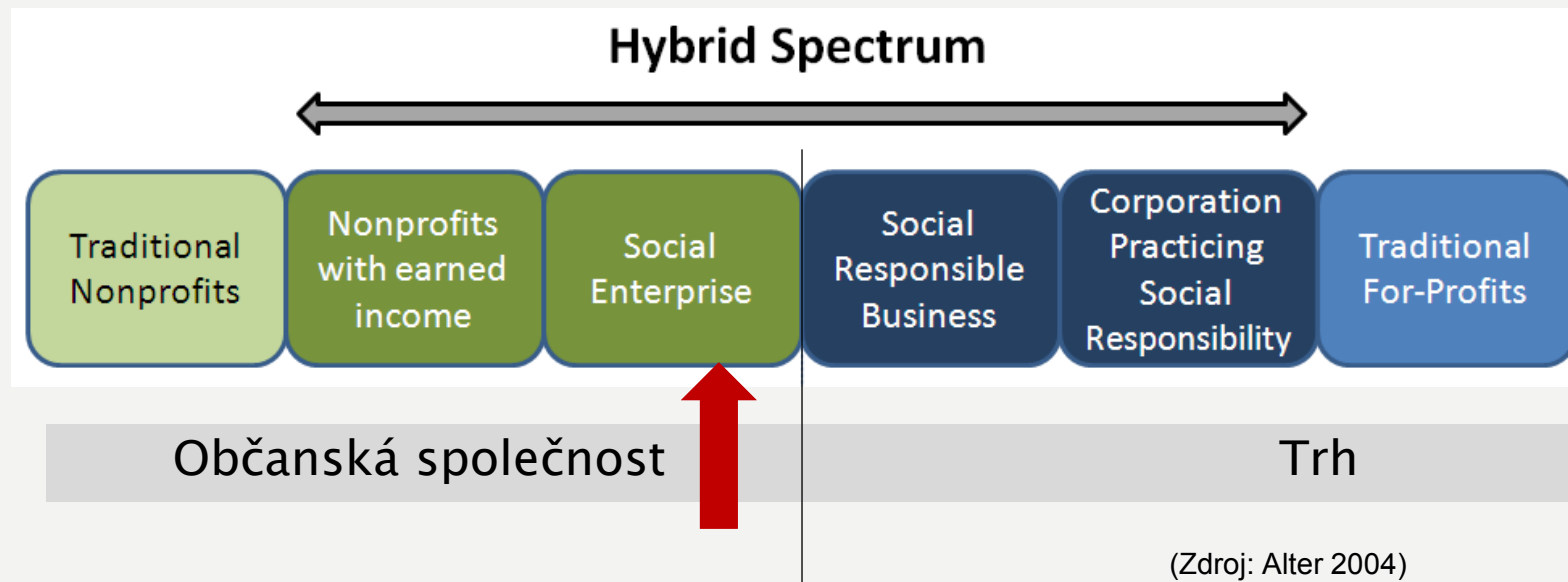 Hybrid Spectrum
Traditional
Nonprofits
Nonprofits
with earned
income
Social
Enterprise
Social
Responsible
Business
Corporation
Practicing
Social
Responsibility
Traditional
For-Profits
Občanská společnost
Trh
(Zdroj: Alter 2004)